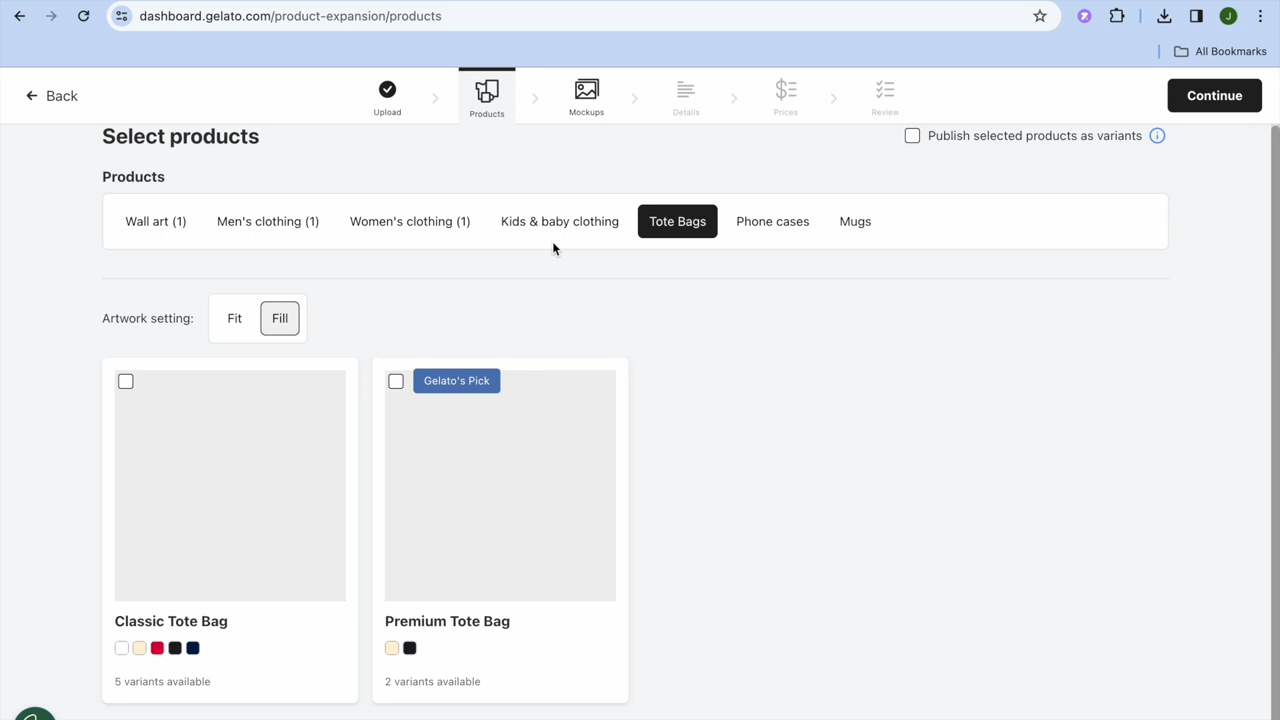 dashboard.gelato.com/product-expansion/products
J
All Bookmarks
Back
Upload
Products
Mockups
Details
Prices
Review
Continue
Select products
Publish selected products as variants
Products
Wall art (1)
Men's clothing (1)
Women's clothing (1)
Kids & baby clothing
Tote Bags
Phone cases
Mugs
Artwork setting:
Fit
Fill
Gelato's Pick
Classic Tote Bag
Premium Tote Bag
5 variants available
2 variants available